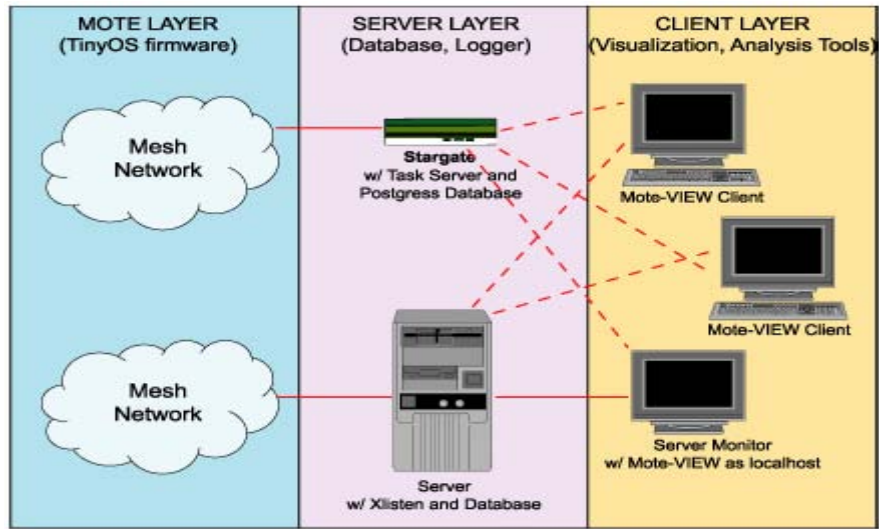 MOTE LAYER
(TinyOS firmware)
SERVER LAYER
(Database, Logger)
CLIENT LAYER
(Visualization, Analysis Tools)
Mesh
Network
Stargate
w/ Task Server and
Postgress Database
Mote-VIEW Client
Mote-VIEW Client
Mesh
Network
Server
w/ Xlisten and Database
Server Monitor
w/ Mote-VIEW as localhost